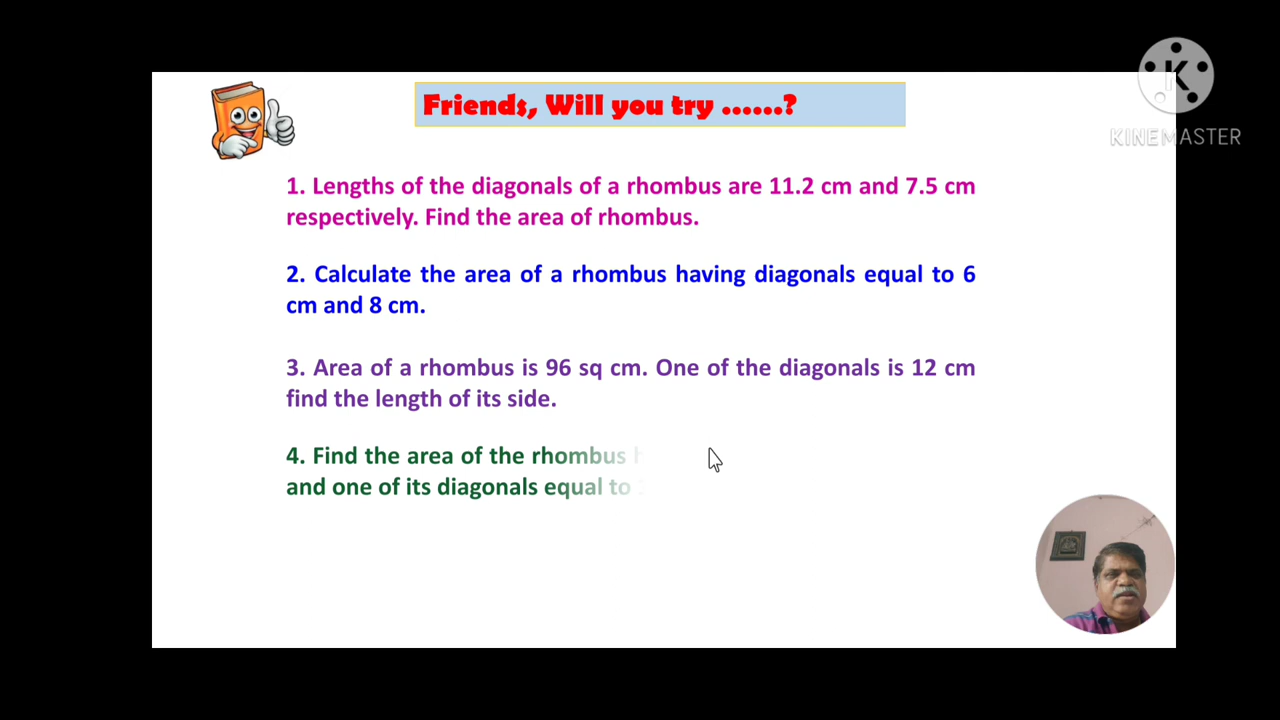 Friends, Will you try ......?
KINEMASTER
1. Lengths of the diagonals of a rhombus are 11.2 cm and 7.5 cm
respectively. Find the area of rhombus.
2. Calculate the area of a rhombus having diagonals equal to 6
cm and 8 cm.
3. Area of a rhombus is 96 sq cm. One of the diagonals is 12 cm
find the length of its side.
4. Find the area of the rhombus
and one of its diagonals equal to